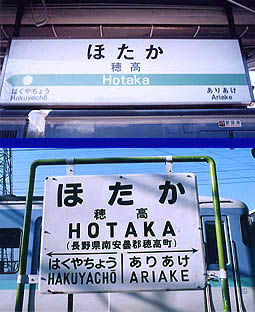 ほたか
穂高
Hotaka
はくやちょう
Hakuyachō
ありあけ
Ariake
ほたか
穂高
HOTAKA
(長野県南安曇郡穂高町)
はくやちょう ありあけ
HAKUYACHŌ ARIAKE